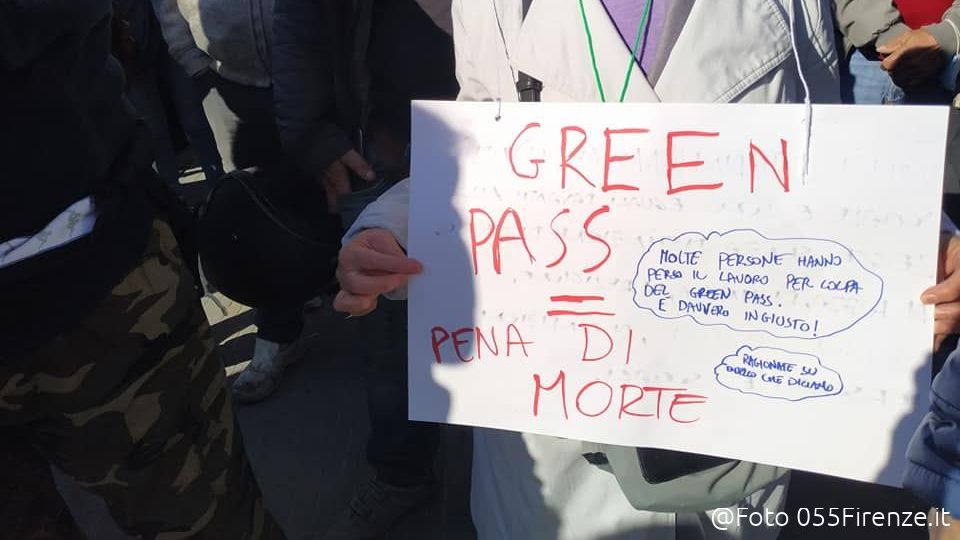 GREEN
PASS
=
PENA DI
MORTE
MOLTE PERSONE HANNO
PERSO IL LAVORO PER COLPA
DEL GREEN PASS.
E DAVVERO INGIUSTO!
RAGIONATE SU
QUELLO CHE DICIAMO
@Foto 055Firenze.it